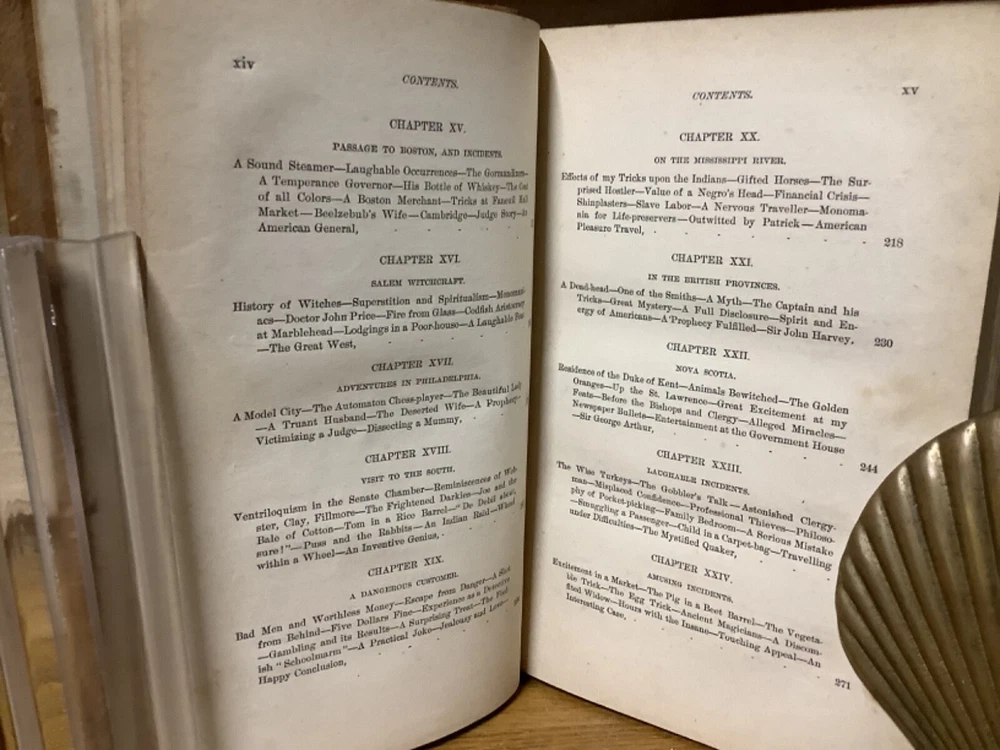 xiv
CONTENTS.
CHAPTER XV.
PASSAGE TO BOSTON, AND INCIDENTS.
A Sound Steamer—Laughable Occurrences—The Gormandizers—
A Temperance Governor—His Bottle of Whiskey—The Coat
of all Colors—A Boston Merchant—Tricks at Faneuil Hall
Market—Beelzebub's Wife—Cambridge—Judge Story—An
American General,
CHAPTER XVI.
SALEM WITCHCRAFT.
History of Witches—Superstition and Spiritualism—Monomani-
acs—Doctor John Price—Fire from Glass—Codfish Aristocracy
at Marblehead—Lodgings in a Poor-house—A Laughable
—The Great West,
CHAPTER XVII.
ADVENTURES IN PHILADELPHIA.
A Model City—The Automaton Chess-player—The Beautiful Lady
—A Truant Husband—The Deserted Wife—A Prophecy—
Victimizing a Judge—Dissecting a Mummy,
CHAPTER XVIII.
VISIT TO THE SOUTH.
Ventriloquism in the Senate Chamber—Reminiscences of Web-
ster, Clay, Fillmore—The Frightened Darkies—Joe and the
Bale of Cotton—Tom in a Rice Barrel—"De Debil shoo,
sure!"—Puss and the Rabbits—An Indian Raid—Wheel
within a Wheel—An Inventive Genius,
CHAPTER XIX.
A DANGEROUS CUSTOMER.
Bad Men and Worthless Money—Escape from Danger—A Shot
from Behind—Five Dollars Fine—Experience as a Detective
—Gambling and its Results—A Surprising Treat—The
ish "Schoolmarm"—A Practical Joke—Jealousy and Love—
Happy Conclusion,
CONTENTS.
xv
CHAPTER XX.
ON THE MISSISSIPPI RIVER.
Effects of my Tricks upon the Indians—Gifted Horses—The Sur-
prised Hostler—Value of a Negro's Head—Financial Crisis—
Shinplasters—Slave Labor—A Nervous Traveller—Monoma-
nia for Life-preservers—Outwitted by Patrick—American
Pleasure Travel,
218
CHAPTER XXI.
IN THE BRITISH PROVINCES.
A Dead-head—One of the Smiths—A Myth—The Captain and his
Tricks—Great Mystery—A Full Disclosure—Spirit and En-
ergy of Americans—A Prophecy Fulfilled—Sir John Harvey,
230
CHAPTER XXII.
NOVA SCOTIA.
Residence of the Duke of Kent—Animals Bewitched—The Golden
Oranges—Up the St. Lawrence—Great Excitement at my
Feats—Before the Bishops and Clergy—Alleged Miracles—
Newspaper Bullets—Entertainment at the Government House
—Sir George Arthur,
244
CHAPTER XXIII.
LAUGHABLE INCIDENTS.
The Wise Turkeys—The Gobbler's Talk—Astonished Clergy-
man—Misplaced Confidence—Professional Thieves—Philoso-
phy of Pocket-picking—Family Bedroom—A Serious Mistake
—Smuggling a Passenger—Child in a Carpet-bag—Travelling
under Difficulties—The Mystified Quaker,
CHAPTER XXIV.
AMUSING INCIDENTS.
Excitement in a Market—The Pig in a Beet Barrel—The Vegeta-
ble Trick—The Egg Trick—Ancient Magicians—A Discom-
fited Widow—Hours with the Insane—Touching Appeal—An
Interesting Case,
271